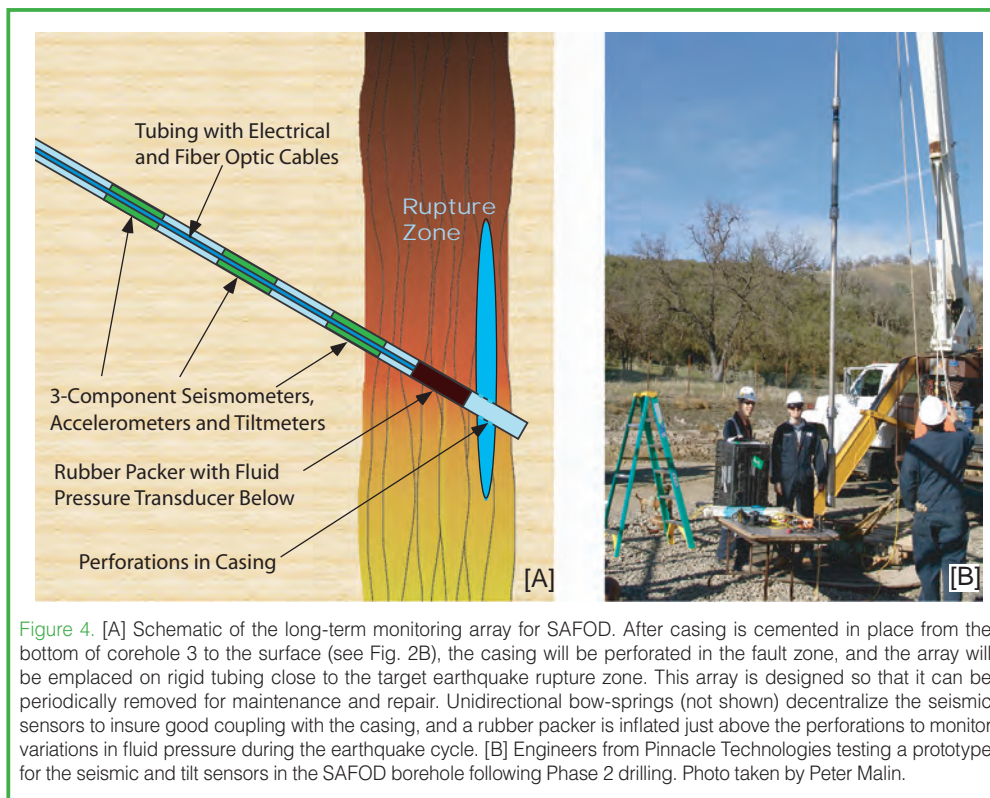 Tubing with Electrical
and Fiber Optic Cables
Rupture
Zone
3-Component Seismometers,
Accelerometers and Tiltmeters
Rubber Packer with Fluid
Pressure Transducer Below
Perforations in Casing
[A]
[B]
Figure 4. [A] Schematic of the long-term monitoring array for SAFOD. After casing is cemented in place from the
bottom of corehole 3 to the surface (see Fig. 2B), the casing will be perforated in the fault zone, and the array will
be emplaced on rigid tubing close to the target earthquake rupture zone. This array is designed so that it can be
periodically removed for maintenance and repair. Unidirectional bow-springs (not shown) decentralize the seismic
sensors to insure good coupling with the casing, and a rubber packer is inflated just above the perforations to monitor
variations in fluid pressure during the earthquake cycle. [B] Engineers from Pinnacle Technologies testing a prototype
for the seismic and tilt sensors in the SAFOD borehole following Phase 2 drilling. Photo taken by Peter Malin.